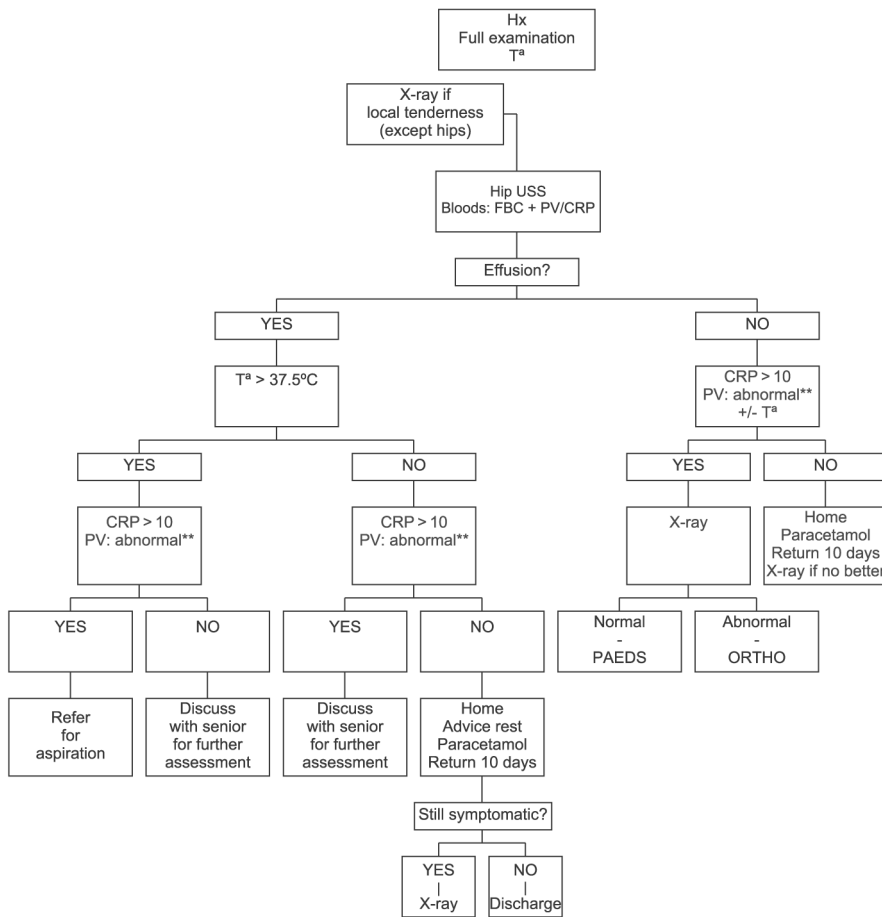 Hx
Full examination
Tª
X-ray if
local tenderness
(except hips)
Hip USS
Bloods: FBC + PV/CRP
Effusion?
YES
NO
Tª > 37.5ºC
CRP > 10
PV: abnormal**
+/- Tª
YES
NO
YES
NO
CRP > 10
PV: abnormal**
CRP > 10
PV: abnormal**
X-ray
Home
Paracetamol
Return 10 days
X-ray if no better
YES
NO
YES
NO
Normal
-
PAEDS
Abnormal
-
ORTHO
Refer
for
aspiration
Discuss
with senior
for further
assessment
Discuss
with senior
for further
assessment
Home
Advice rest
Paracetamol
Return 10 days
Still symptomatic?
YES
X-ray
NO
Discharge